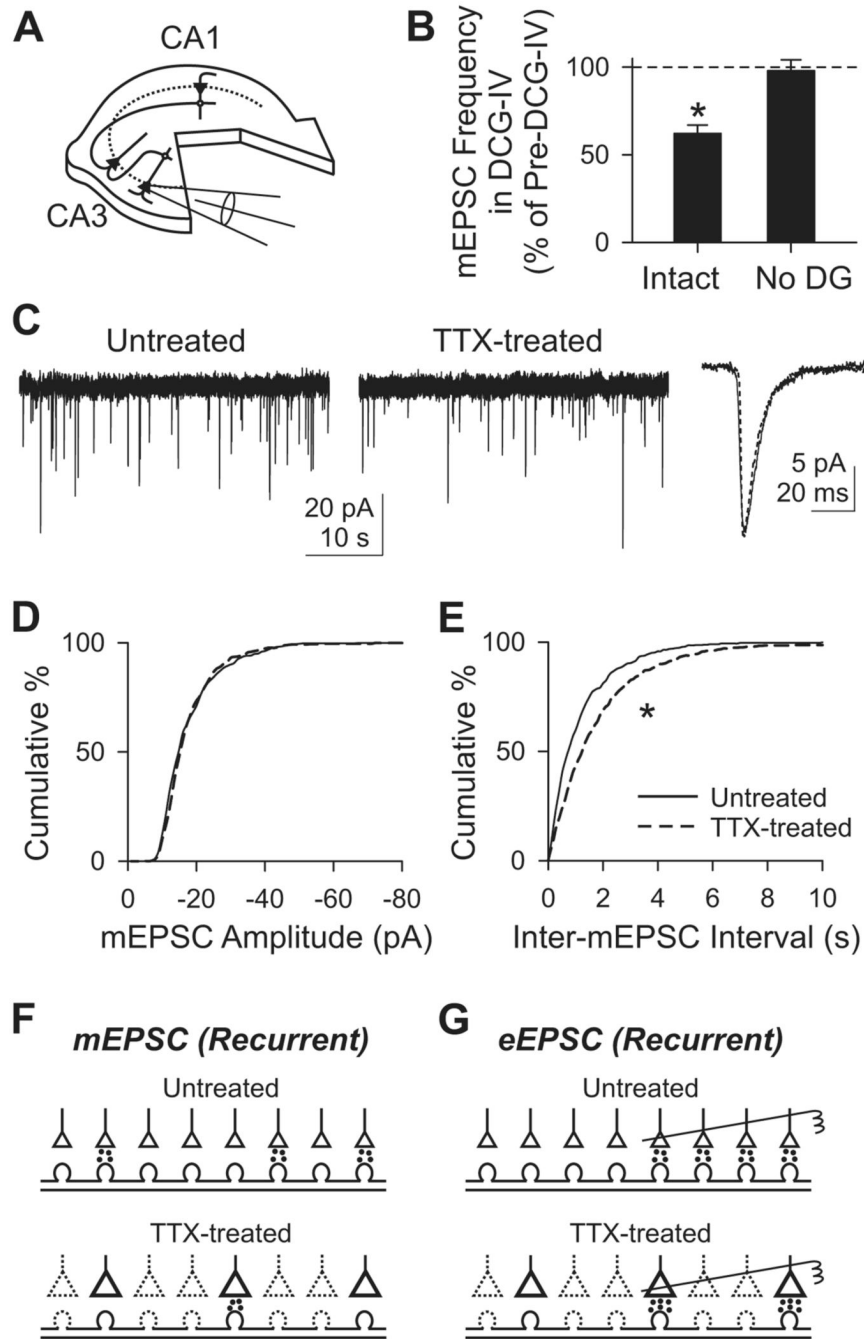 A
CA1
CA3
B
mEPSC Frequency
in DCG-IV
(% of Pre-DCG-IV)
100
50
0
*
Intact
No DG
C
Untreated
TTX-treated
20 pA
10 s
5 pA
20 ms
D
Cumulative %
100
50
0
0 -20 -40 -60 -80
mEPSC Amplitude (pA)
E
Cumulative %
100
50
0
*
Untreated
TTX-treated
0 2 4 6 8 10
Inter-mEPSC Interval (s)
F
mEPSC (Recurrent)
Untreated
TTX-treated
G
eEPSC (Recurrent)
Untreated
TTX-treated